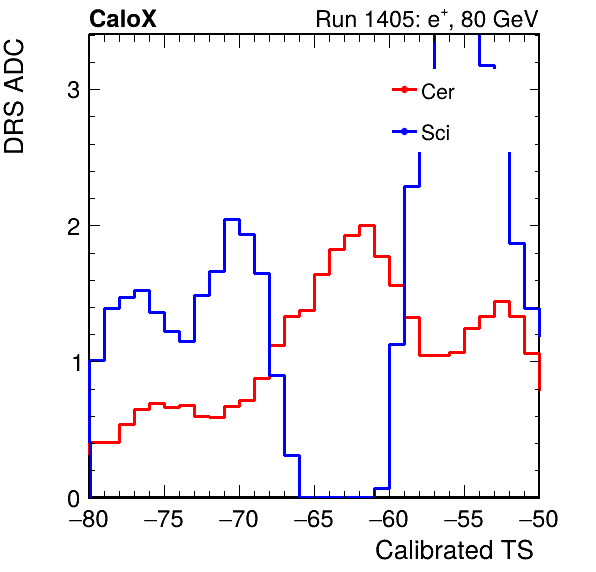 CaloX Run 1405: e⁺, 80 GeV
DRS ADC
Cer
Sci
3
2
1
0
−80 −75 −70 −65 −60 −55 −50
Calibrated TS